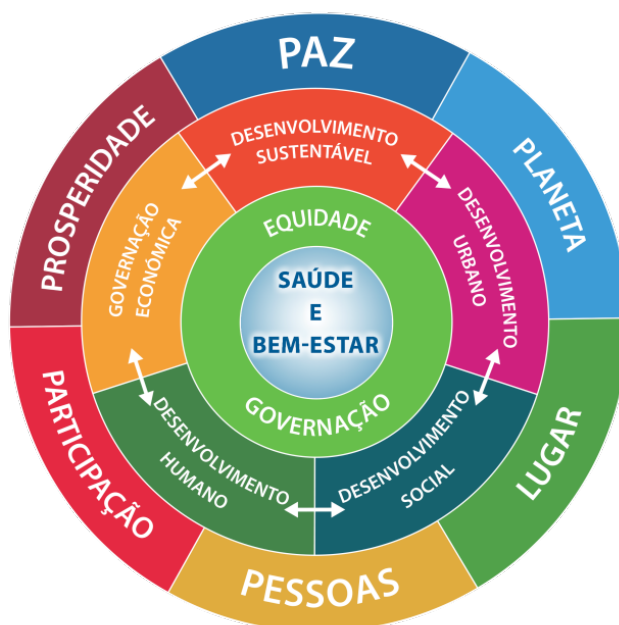 PAZ
PLANETA
LUGAR
PESSOAS
PARTICIPAÇÃO
PROSPERIDADE
DESENVOLVIMENTO
SUSTENTÁVEL
DESENVOLVIMENTO
URBANO
DESENVOLVIMENTO
SOCIAL
DESENVOLVIMENTO
HUMANO
GOVERNAÇÃO
ECONÓMICA
EQUIDADE
GOVERNAÇÃO
SAÚDE
E
BEM-ESTAR